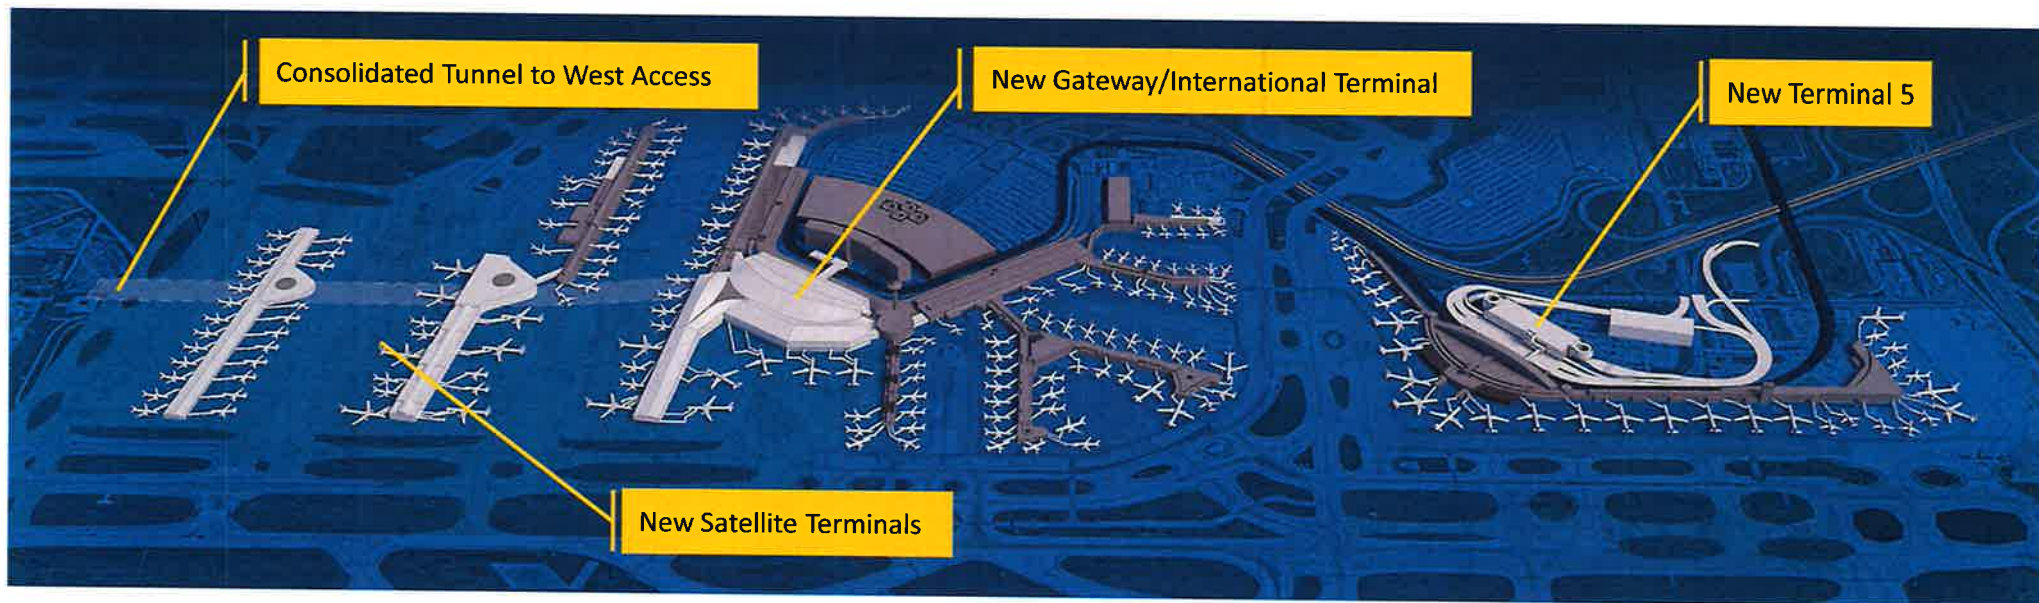 Consolidated Tunnel to West Access
New Gateway/International Terminal
New Terminal 5
New Satellite Terminals